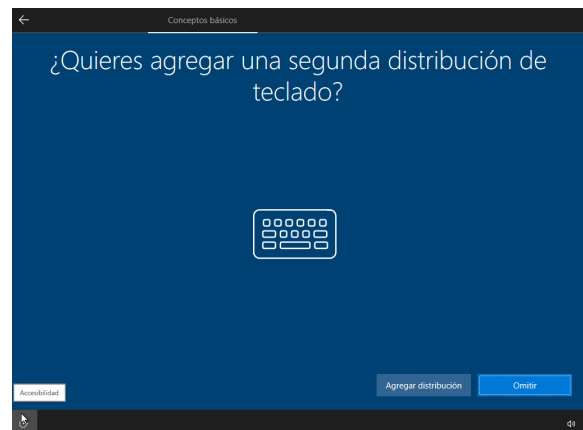 Conceptos básicos
¿Quieres agregar una segunda distribución de
teclado?
Agregar distribución
Omitir
Accesibilidad